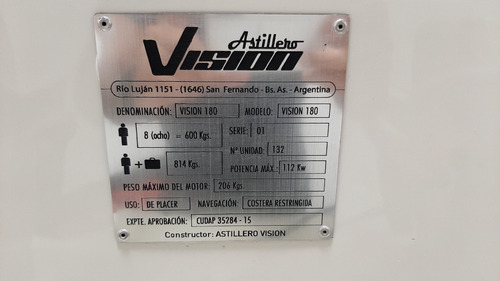 Astillero
VISION
Río Luján 1151 - (1646) San Fernando - Bs. As. - Argentina
DENOMINACIÓN: VISION 180 MODELO: VISION 180
8 (ocho) = 600 Kgs. SERIE: 01
Nº UNIDAD: 132
+ 814 Kgs. POTENCIA MÁX.: 112 Kw
PESO MÁXIMO DEL MOTOR: 206 Kgs.
USO: DE PLACER NAVEGACIÓN: COSTERA RESTRINGIDA
EXPTE. APROBACIÓN: CUDAP 35284 - 15
Constructor: ASTILLERO VISION